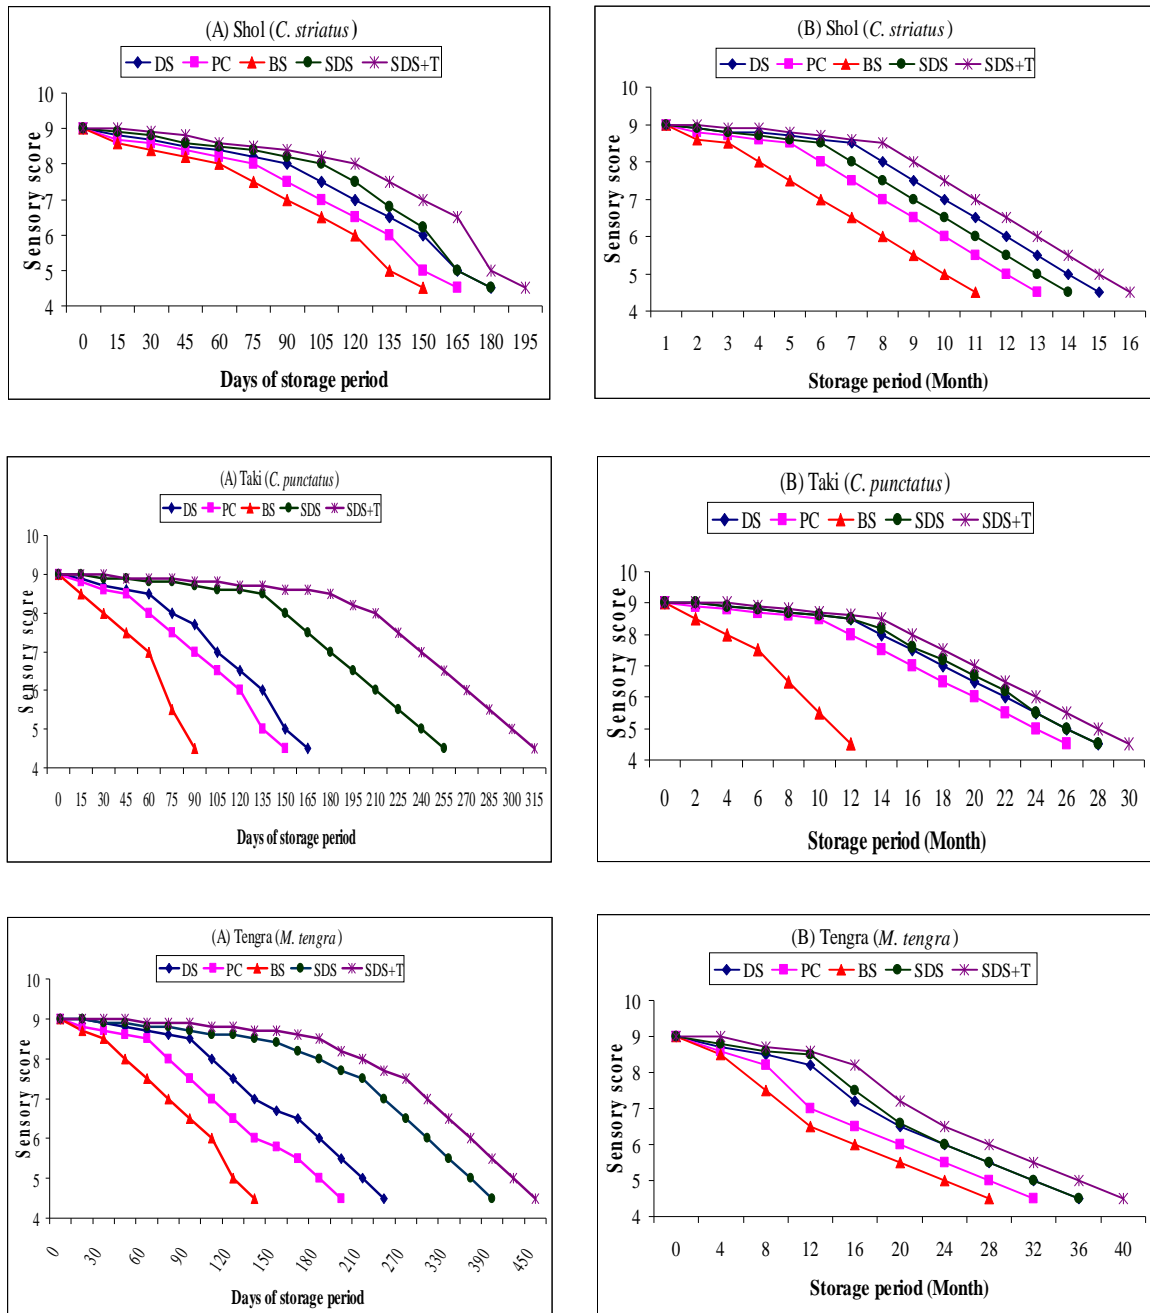 (A) Shol (C. striatus)
DS PC BS SDS SDS+T
10
9
8
7
6
5
4
Sensory score
0 15 30 45 60 75 90 105 120 135 150 165 180 195
Days of storage period
(B) Shol (C. striatus)
DS PC BS SDS SDS+T
10
9
8
7
6
5
4
Sensory score
1 2 3 4 5 6 7 8 9 10 11 12 13 14 15 16
Storage period (Month)
(A) Taki (C. punctatus)
DS PC BS SDS SDS+T
10
9
8
7
6
5
4
Sensory score
0 15 30 45 60 75 90 105 120 135 150 165 180 195 210 225 240 255 270 285 300 315
Days of storage period
(B) Taki (C. punctatus)
DS PC BS SDS SDS+T
10
9
8
7
6
5
4
Sensory score
0 2 4 6 8 10 12 14 16 18 20 22 24 26 28 30
Storage period (Month)
(A) Tengra (M. tengra)
DS PC BS SDS SDS+T
10
9
8
7
6
5
4
Sensory score
0 30 60 90 120 150 180 210 270 330 390 450
Days of storage period
(B) Tengra (M. tengra)
DS PC BS SDS SDS+T
10
9
8
7
6
5
4
Sensory score
0 4 8 12 16 20 24 28 32 36 40
Storage period (Month)